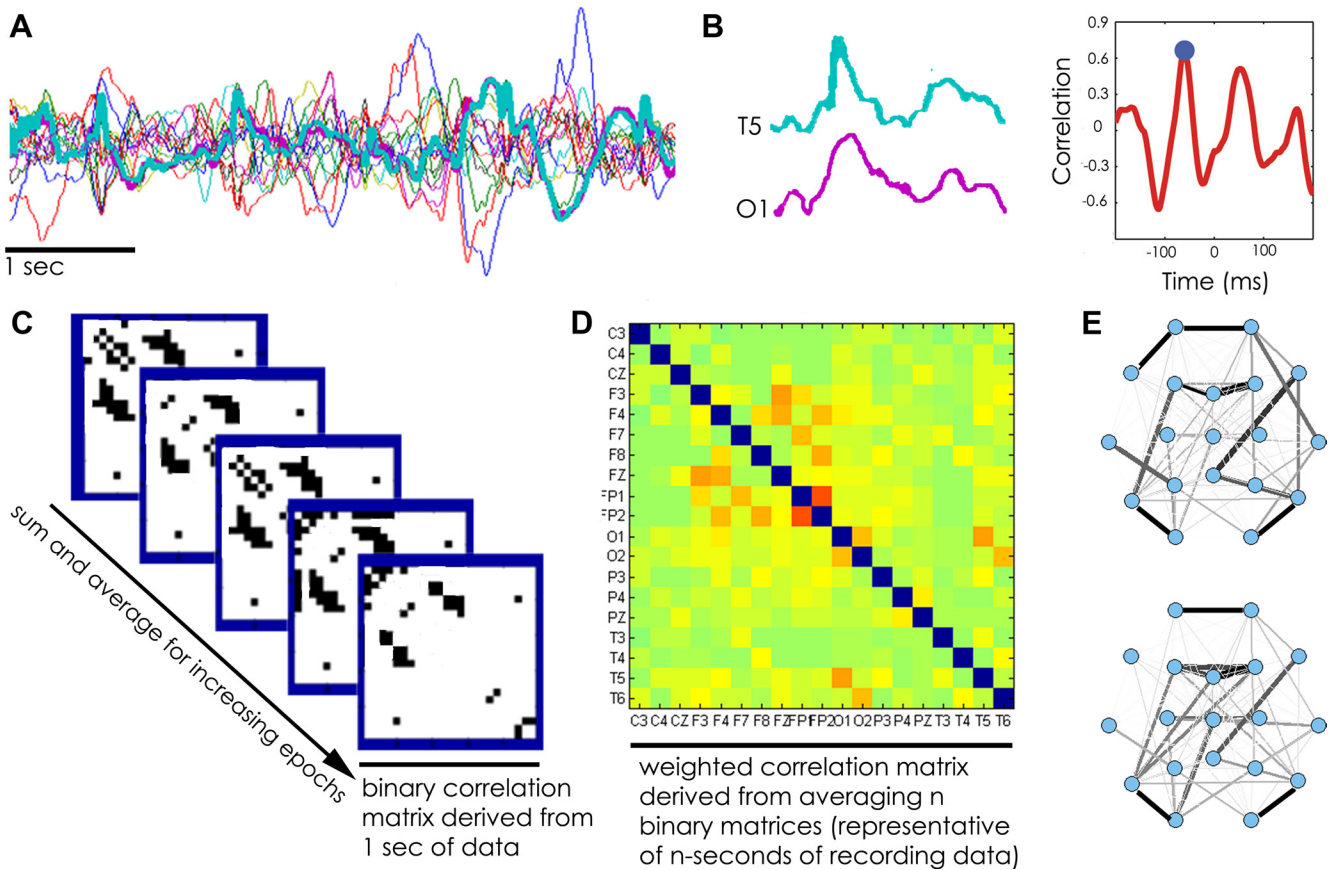 A
1 sec
B
T5
O1
Correlation
0.9
0.6
0.3
0
-0.3
-0.6
-100
0
100
Time (ms)
C
sum and average for increasing epochs
binary correlation
matrix derived from
1 sec of data
D
C3
C4
CZ
F3
F4
F7
F8
FZ
FP1
FP2
O1
O2
P3
P4
PZ
T3
T4
T5
T6
C3 C4 CZ F3 F4 F7 F8 FZ FP1 FP2 O1 O2 P3 P4 PZ T3 T4 T5 T6
weighted correlation matrix
derived from averaging n
binary matrices (representative
of n-seconds of recording data)
E